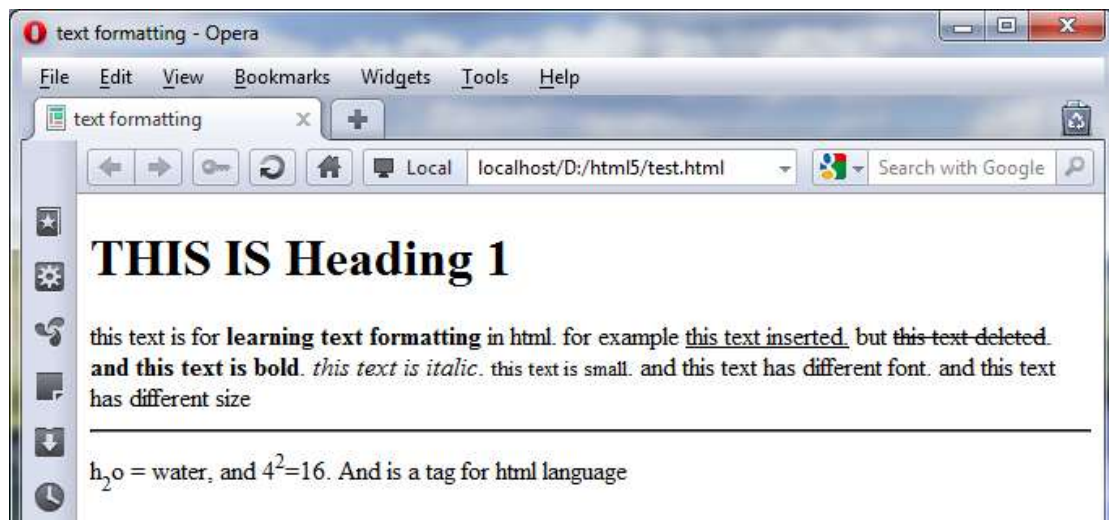 text formatting - Opera
File Edit View Bookmarks Widgets Tools Help
text formatting
Local localhost/D:/html5/test.html Search with Google
THIS IS Heading 1
this text is for learning text formatting in html. for example this text inserted. but this text deleted.
and this text is bold. this text is italic. this text is small. and this text has different font. and this text
has different size
h₂o = water, and 4²=16. And is a tag for html language